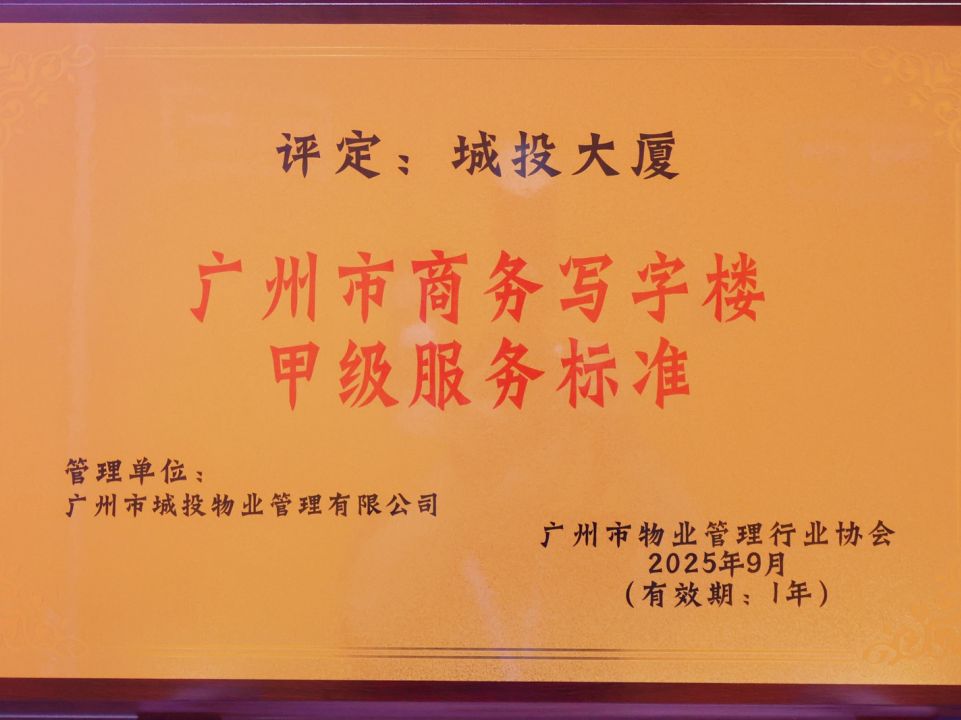 评定：城投大厦
广州市商务写字楼
甲级服务标准
管理单位：
广州市城投物业管理有限公司
广州市物业管理行业协会
2025年9月
（有效期：1年）